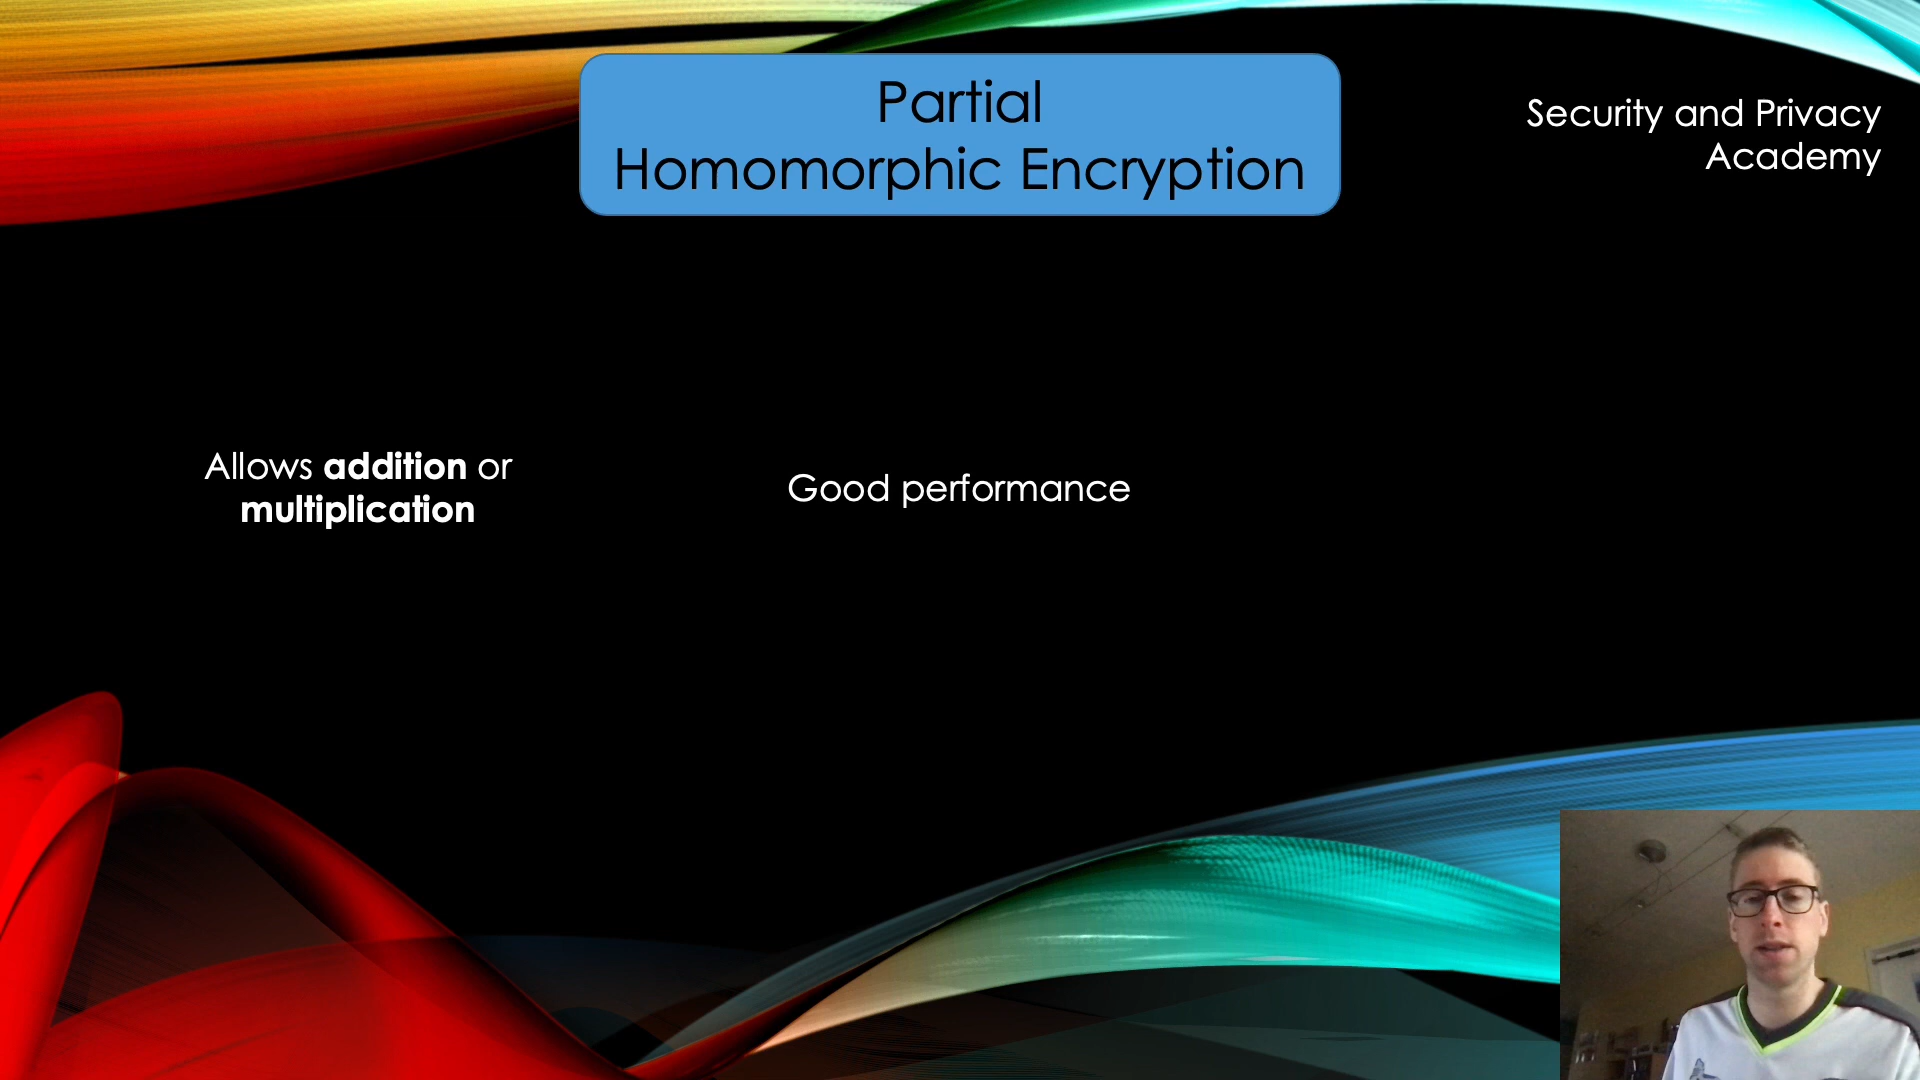 Partial
Homomorphic Encryption
Security and Privacy
Academy
Allows addition or
multiplication
Good performance